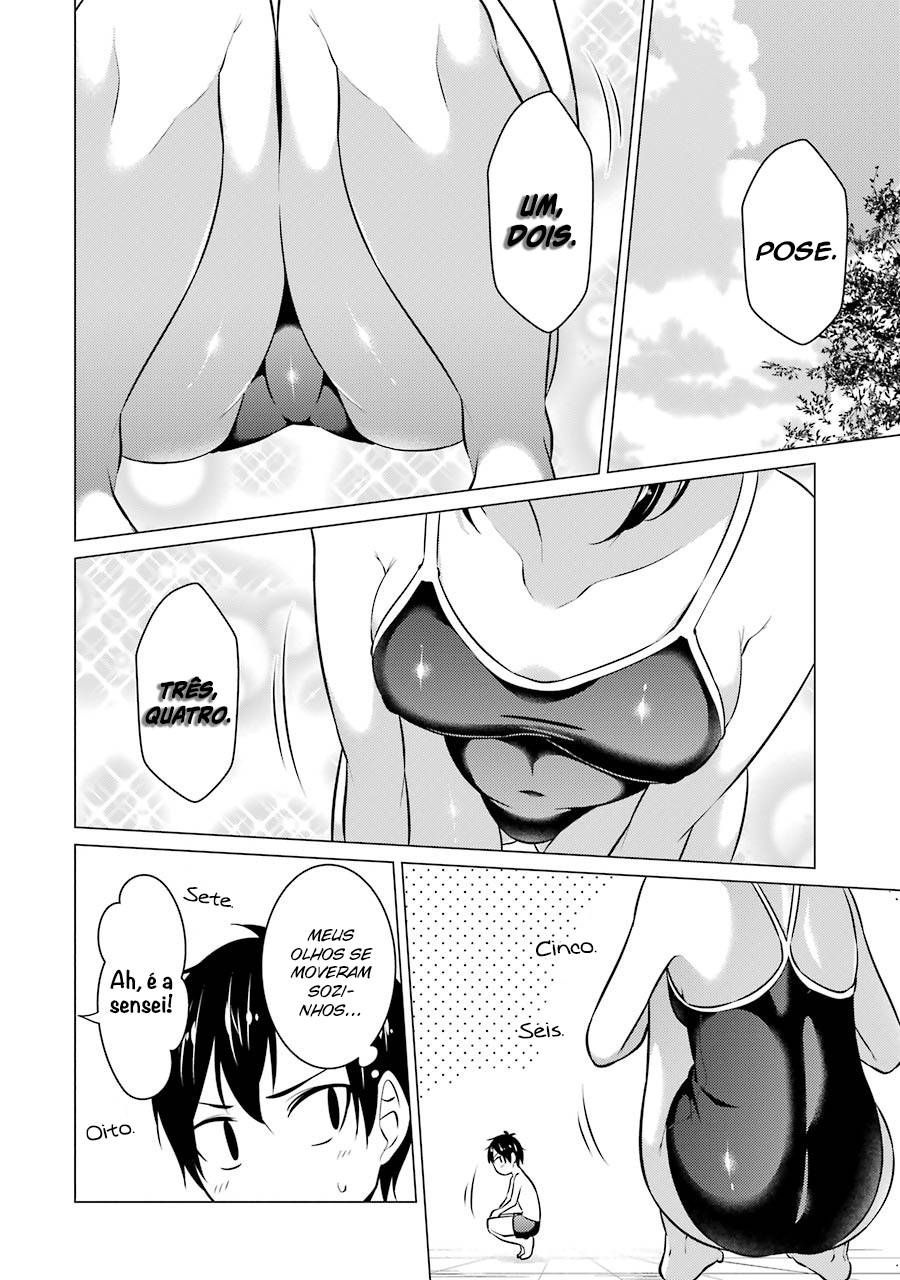 POSE.
UM,
DOIS.
TRÊS,
QUATRO.
Cinco.
Seis.
MEUS
OLHOS SE
MOVERAM
SOZI-
NHOS...
Sete.
Ah, é a
sensei!
Oito.